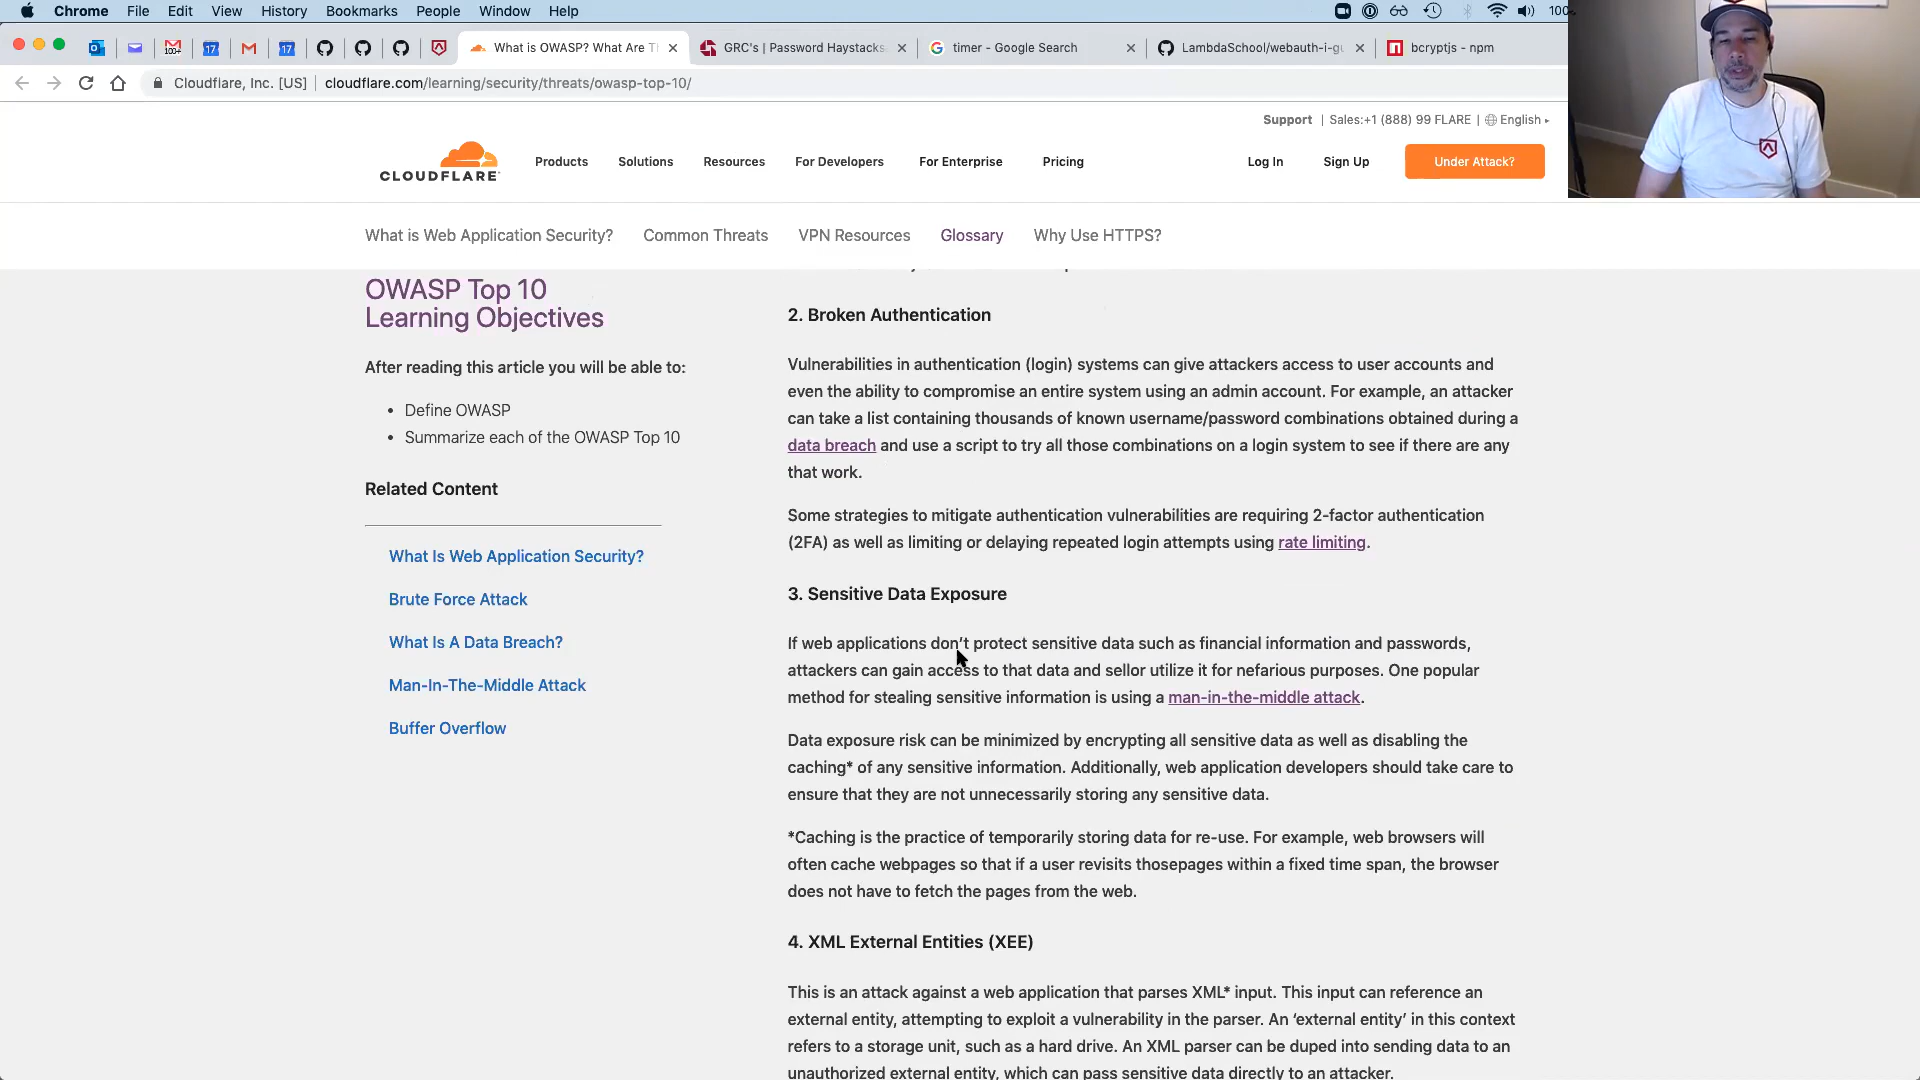 Chrome File Edit View History Bookmarks People Window Help 100
100+ 17 17 What is OWASP? What Are T GRC's | Password Haystacks timer - Google Search LambdaSchool/webauth-i-gu bcryptjs - npm
Cloudflare, Inc. [US] cloudflare.com/learning/security/threats/owasp-top-10/
Support | Sales:+1 (888) 99 FLARE | English
CLOUDFLARE Products Solutions Resources For Developers For Enterprise Pricing Log In Sign Up Under Attack?
What is Web Application Security? Common Threats VPN Resources Glossary Why Use HTTPS?
OWASP Top 10
Learning Objectives
After reading this article you will be able to:
• Define OWASP
• Summarize each of the OWASP Top 10
Related Content
What Is Web Application Security?
Brute Force Attack
What Is A Data Breach?
Man-In-The-Middle Attack
Buffer Overflow
2. Broken Authentication
Vulnerabilities in authentication (login) systems can give attackers access to user accounts and
even the ability to compromise an entire system using an admin account. For example, an attacker
can take a list containing thousands of known username/password combinations obtained during a
data breach and use a script to try all those combinations on a login system to see if there are any
that work.
Some strategies to mitigate authentication vulnerabilities are requiring 2-factor authentication
(2FA) as well as limiting or delaying repeated login attempts using rate limiting.
3. Sensitive Data Exposure
If web applications don’t protect sensitive data such as financial information and passwords,
attackers can gain access to that data and sellor utilize it for nefarious purposes. One popular
method for stealing sensitive information is using a man-in-the-middle attack.
Data exposure risk can be minimized by encrypting all sensitive data as well as disabling the
caching* of any sensitive information. Additionally, web application developers should take care to
ensure that they are not unnecessarily storing any sensitive data.
*Caching is the practice of temporarily storing data for re-use. For example, web browsers will
often cache webpages so that if a user revisits thosepages within a fixed time span, the browser
does not have to fetch the pages from the web.
4. XML External Entities (XEE)
This is an attack against a web application that parses XML* input. This input can reference an
external entity, attempting to exploit a vulnerability in the parser. An ‘external entity’ in this context
refers to a storage unit, such as a hard drive. An XML parser can be duped into sending data to an
unauthorized external entity, which can pass sensitive data directly to an attacker.